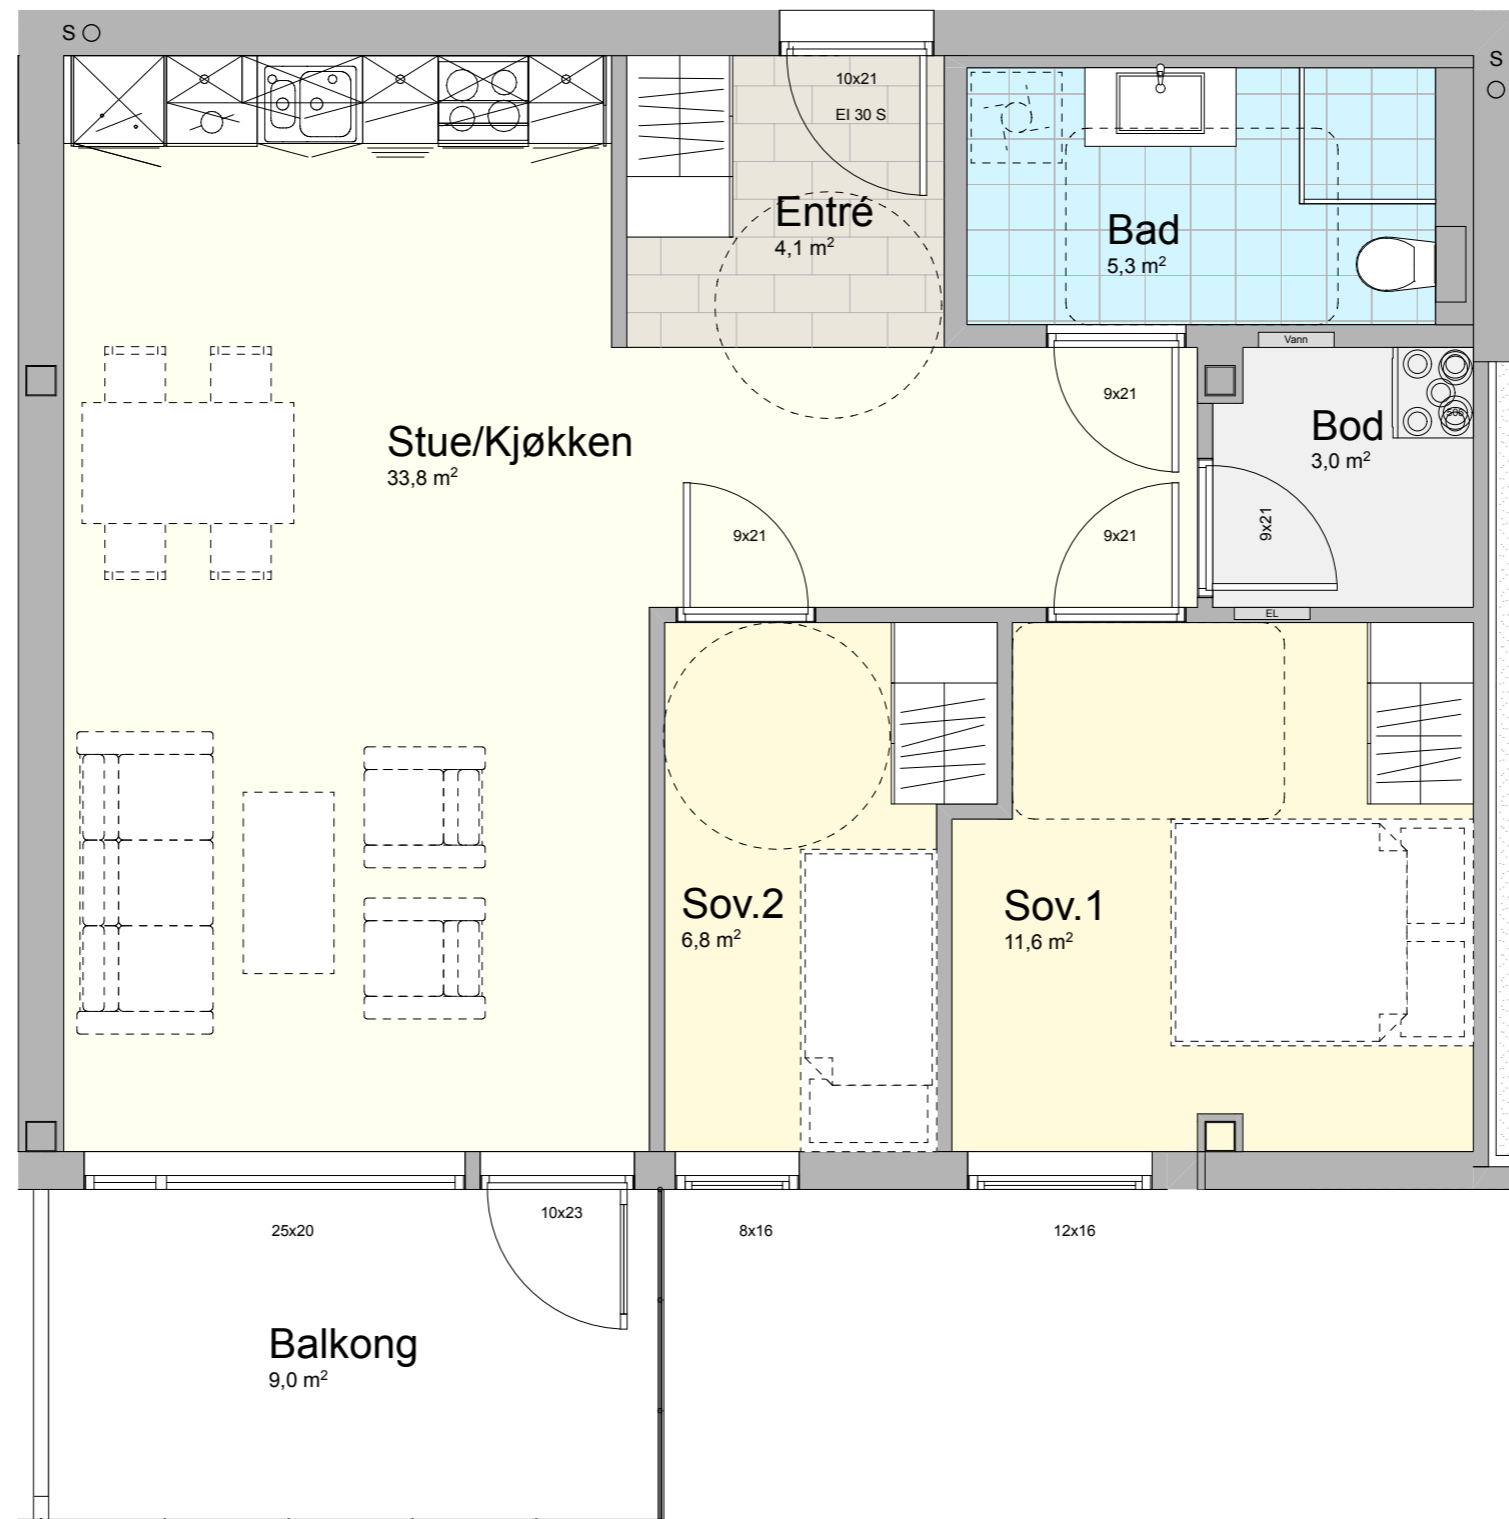 S
S
10x21
EI 30 S
Entré
4,1 m²
Bad
5,3 m²
Vann
9x21
Stue/Kjøkken
33,8 m²
Bod
3,0 m²
9x21
9x21
9x21
EL
Sov.2
6,8 m²
Sov.1
11,6 m²
25x20
10x23
8x16
12x16
Balkong
9,0 m²